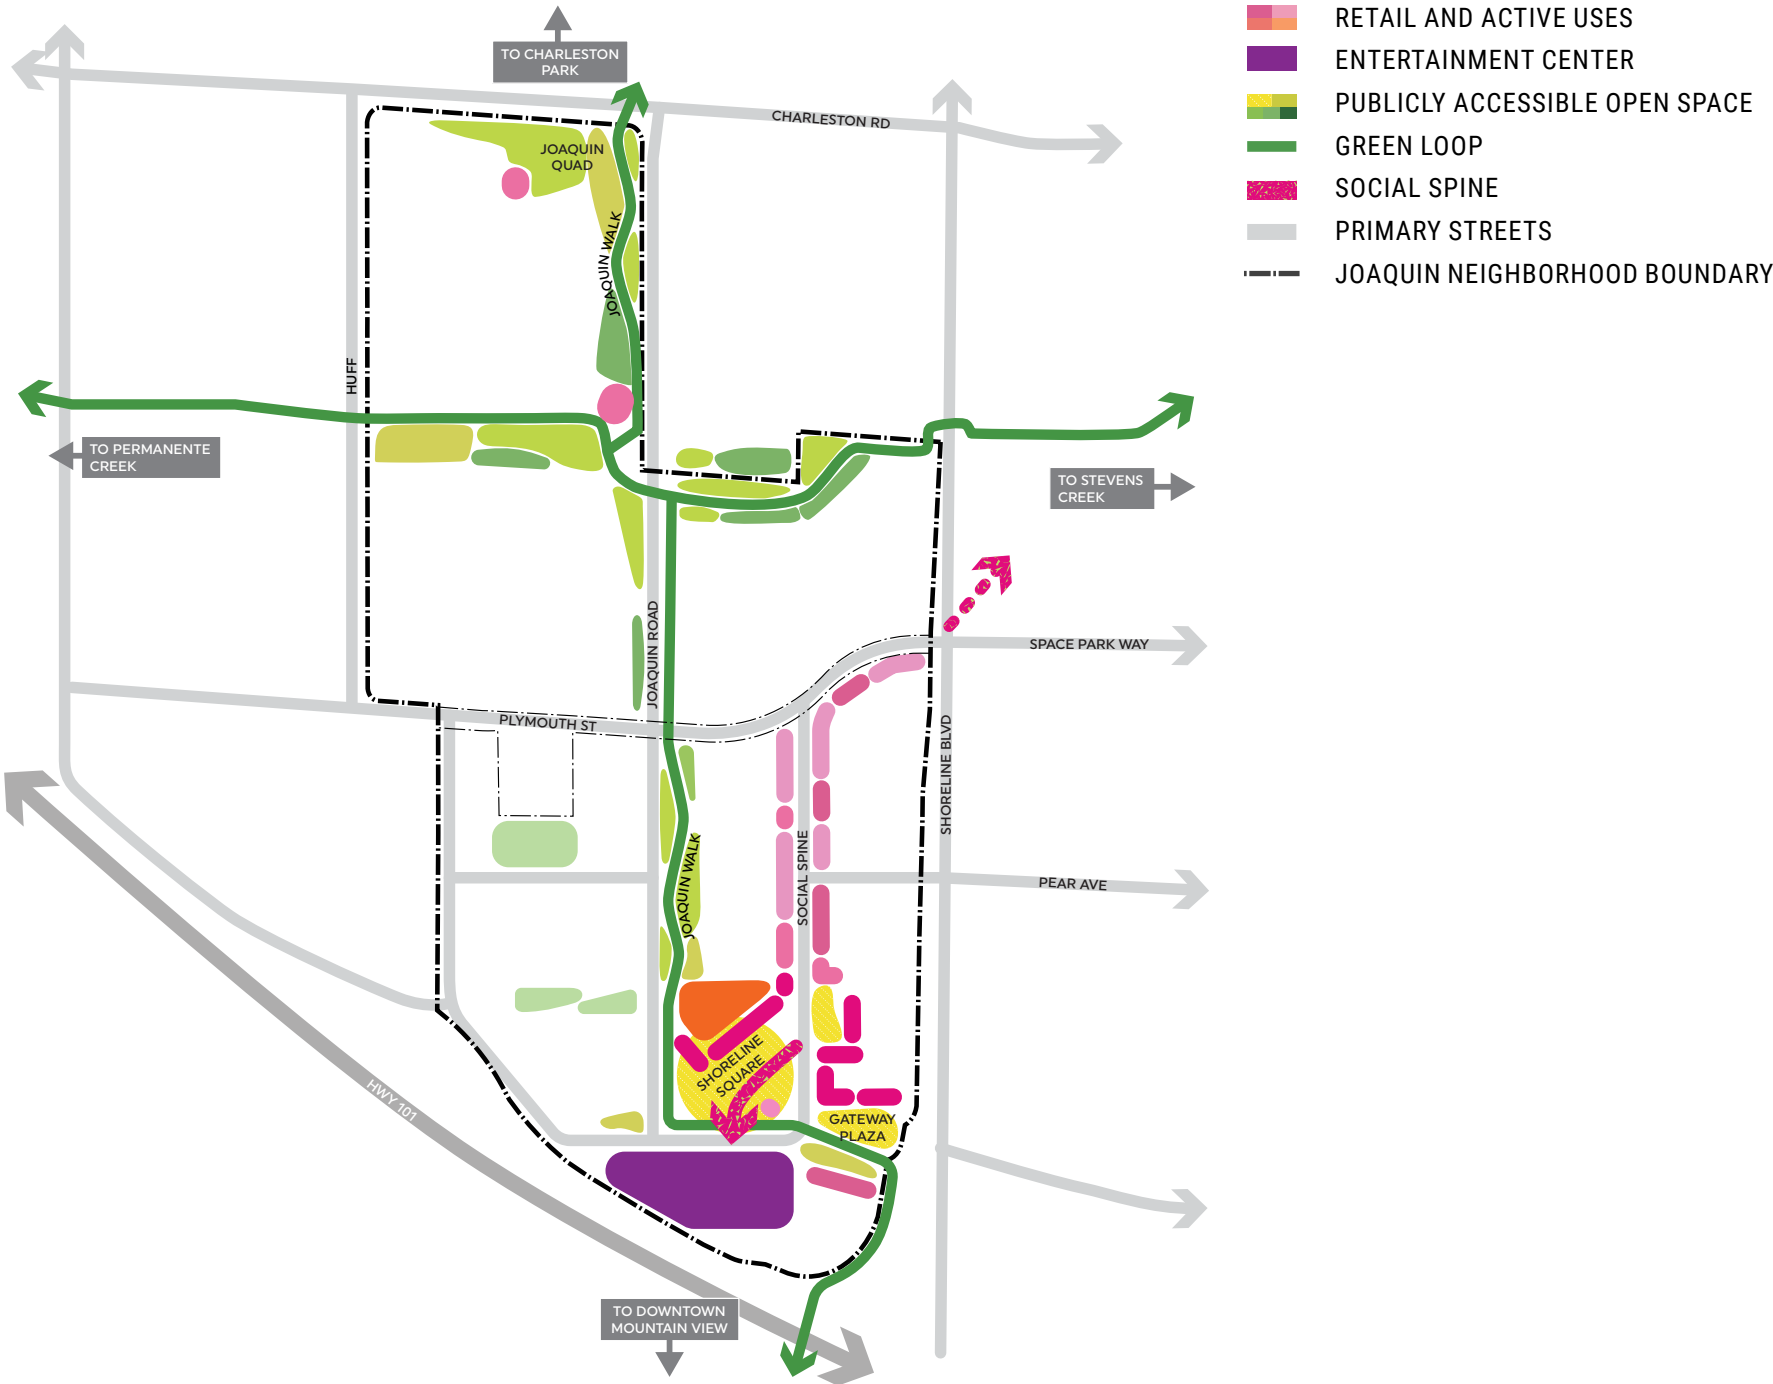 TO CHARLESTON
PARK
RETAIL AND ACTIVE USES
ENTERTAINMENT CENTER
PUBLICLY ACCESSIBLE OPEN SPACE
GREEN LOOP
SOCIAL SPINE
PRIMARY STREETS
JOAQUIN NEIGHBORHOOD BOUNDARY
CHARLESTON RD
JOAQUIN
QUAD
JOAQUIN WALK
HUFF
TO PERMANENTE
CREEK
TO STEVENS
CREEK
JOAQUIN ROAD
SPACE PARK WAY
PLYMOUTH ST
SHORELINE BLVD
JOAQUIN WALK
SOCIAL SPINE
PEAR AVE
SHORELINE
SQUARE
HWY 101
GATEWAY
PLAZA
TO DOWNTOWN
MOUNTAIN VIEW